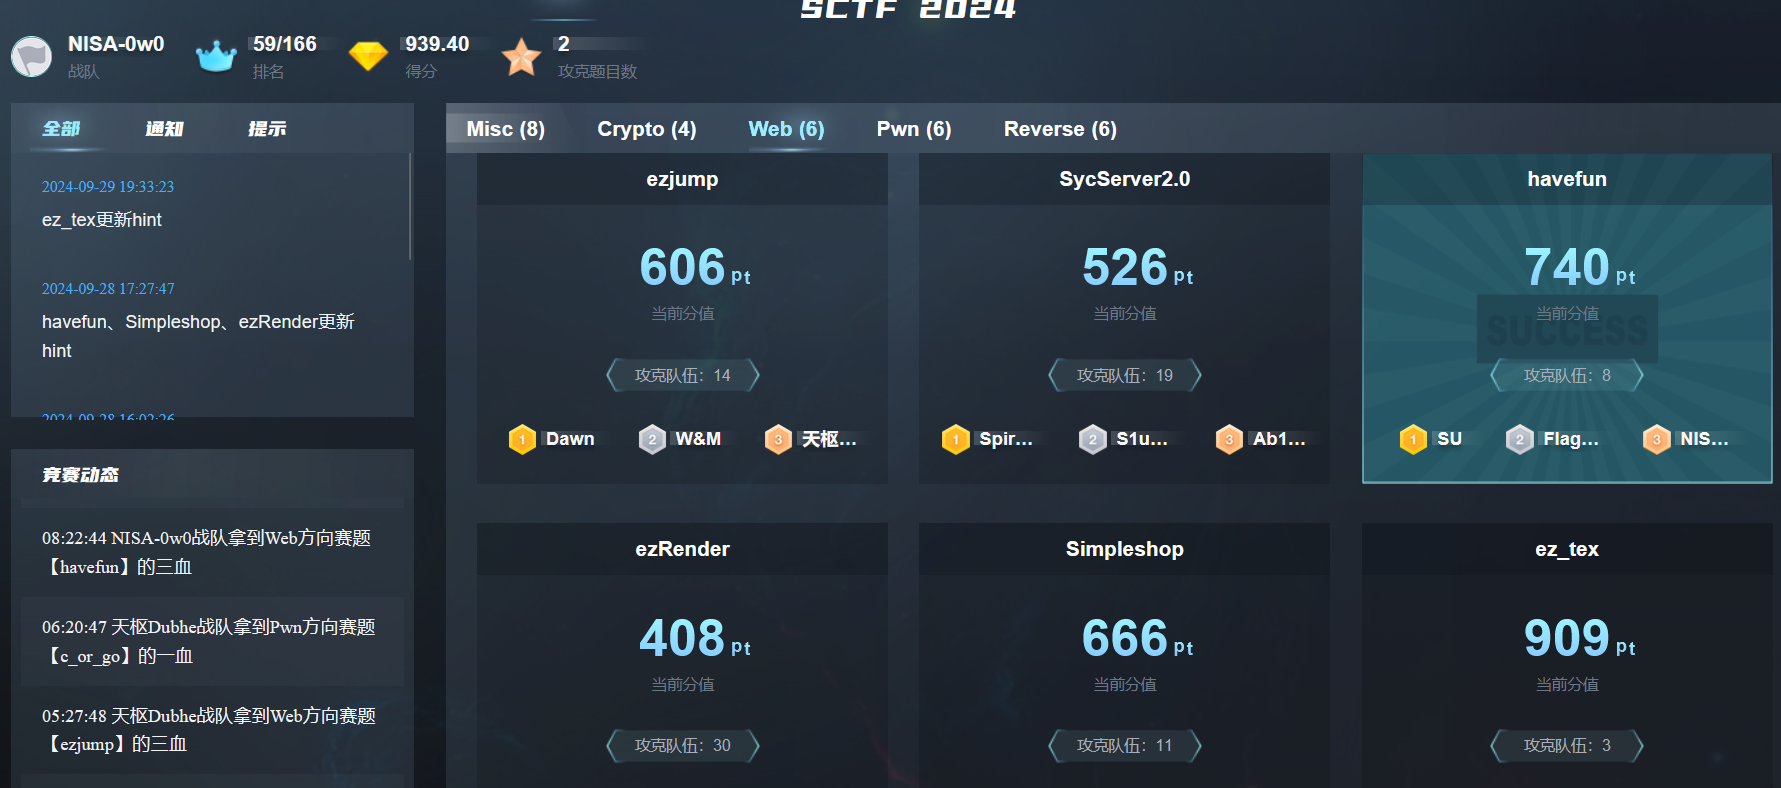 SCTF 2024
NISA-0w0
战队
59/166
排名
939.40
得分
2
攻克题目数
全部 通知 提示
2024-09-29 19:33:23
ez_tex更新hint
2024-09-28 17:27:47
havefun、Simpleshop、ezRender更新
hint
2024-09-28 16:02:26
竞赛动态
08:22:44 NISA-0w0战队拿到Web方向赛题
【havefun】的三血
06:20:47 天枢Dubhe战队拿到Pwn方向赛题
【c_or_go】的一血
05:27:48 天枢Dubhe战队拿到Web方向赛题
【ezjump】的三血
Misc (8) Crypto (4) Web (6) Pwn (6) Reverse (6)
ezjump
606 pt
当前分值
攻克队伍：14
1 Dawn 2 W&M 3 天枢...
SycServer2.0
526 pt
当前分值
攻克队伍：19
1 Spir... 2 S1u... 3 Ab1...
havefun
740 pt
当前分值
SUCCESS
攻克队伍：8
1 SU 2 Flag... 3 NIS...
ezRender
408 pt
当前分值
攻克队伍：30
Simpleshop
666 pt
当前分值
攻克队伍：11
ez_tex
909 pt
当前分值
攻克队伍：3